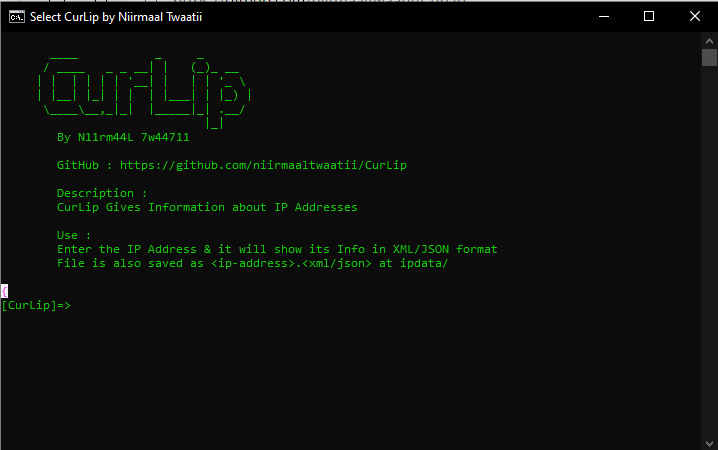 Select CurLip by Niirmaal Twaatii
CurLip
By N11rm44L 7w44711
GitHub : https://github.com/niirmaaltwaatii/CurLip
Description :
CurLip Gives Information about IP Addresses
Use :
Enter the IP Address & it will show its Info in XML/JSON format
File is also saved as <ip-address>.<xml/json> at ipdata/
{
[CurLip]=>